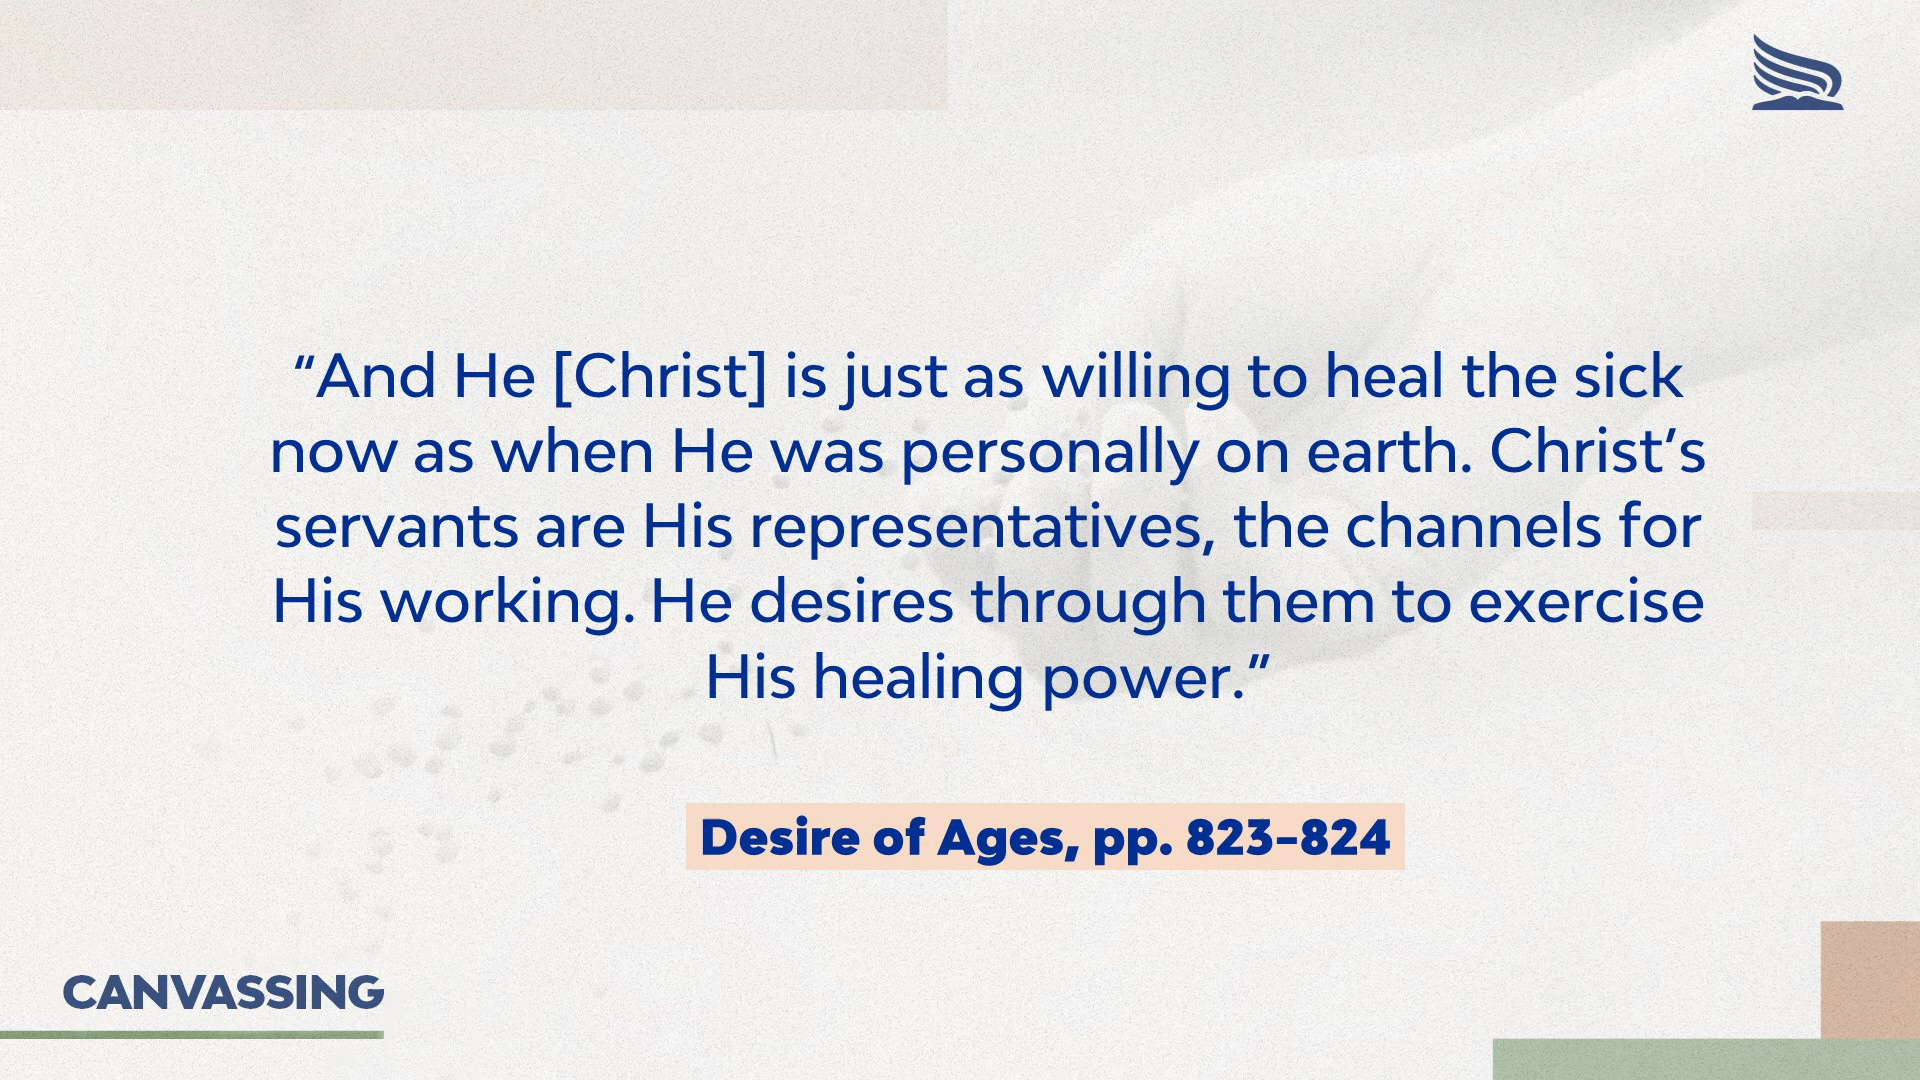 “And He [Christ] is just as willing to heal the sick
now as when He was personally on earth. Christ’s
servants are His representatives, the channels for
His working. He desires through them to exercise
His healing power.”
Desire of Ages, pp. 823–824
CANVASSING